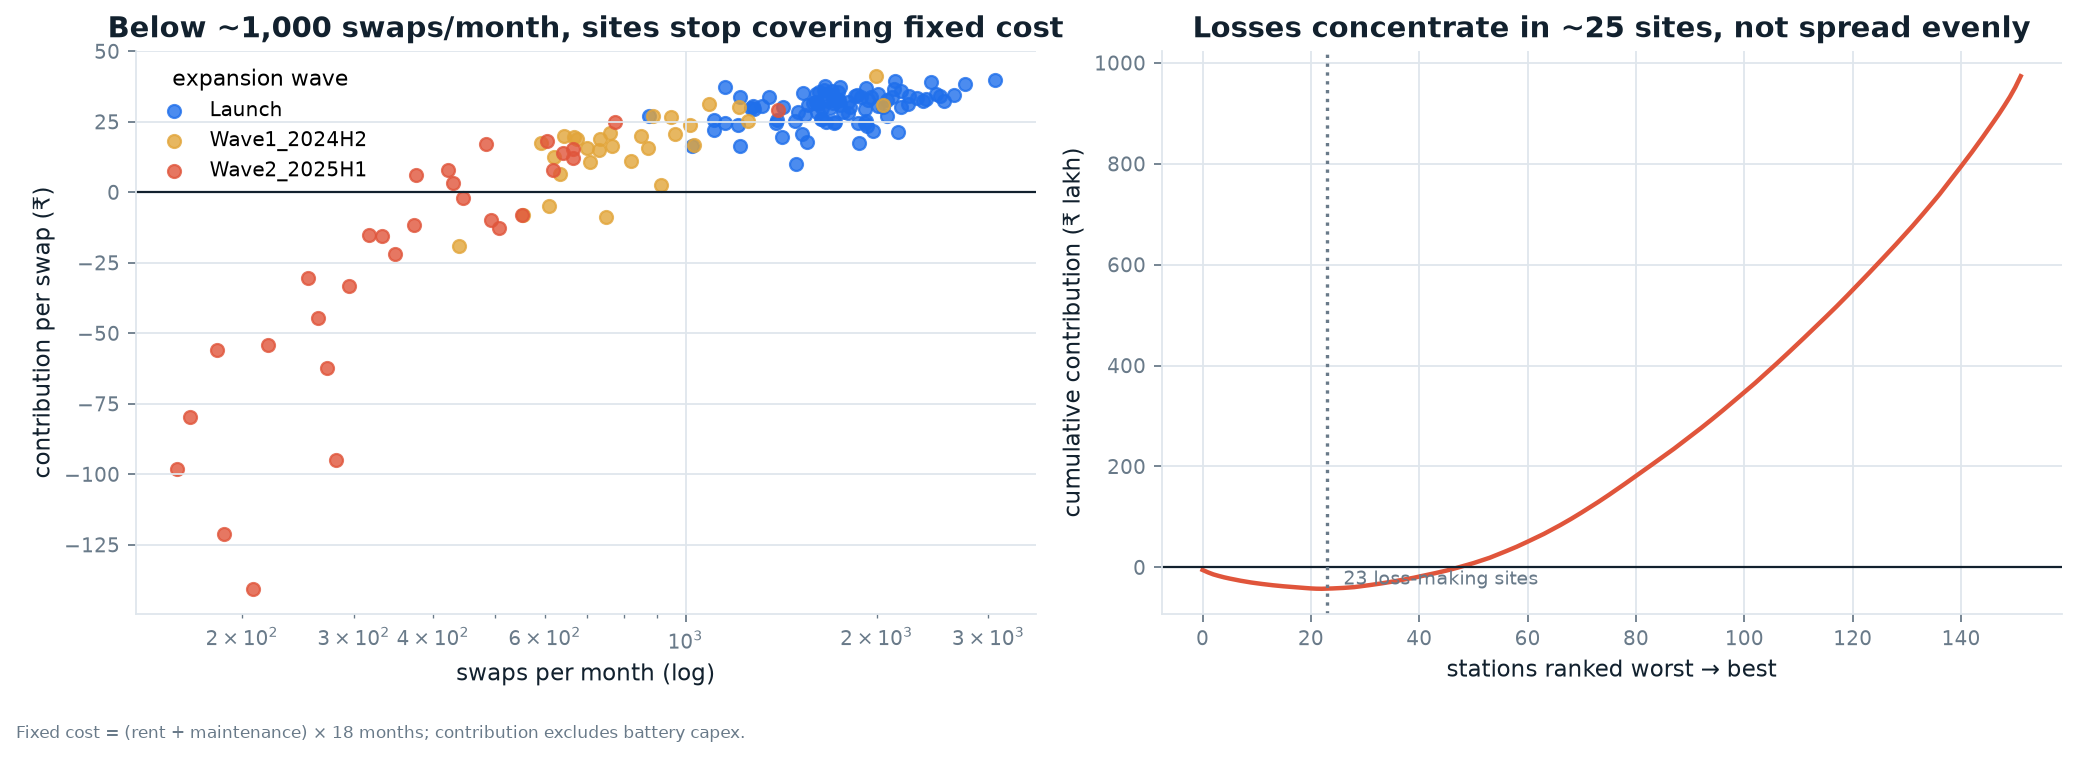 Below ~1,000 swaps/month, sites stop covering fixed cost
50
25
0
−25
−50
−75
−100
−125
contribution per swap (₹)
expansion wave
Launch
Wave1_2024H2
Wave2_2025H1
2 × 10²
3 × 10²
4 × 10²
6 × 10²
10³
2 × 10³
3 × 10³
swaps per month (log)
Losses concentrate in ~25 sites, not spread evenly
1000
800
600
400
200
0
cumulative contribution (₹ lakh)
23 loss-making sites
0
20
40
60
80
100
120
140
stations ranked worst → best
Fixed cost = (rent + maintenance) × 18 months; contribution excludes battery capex.